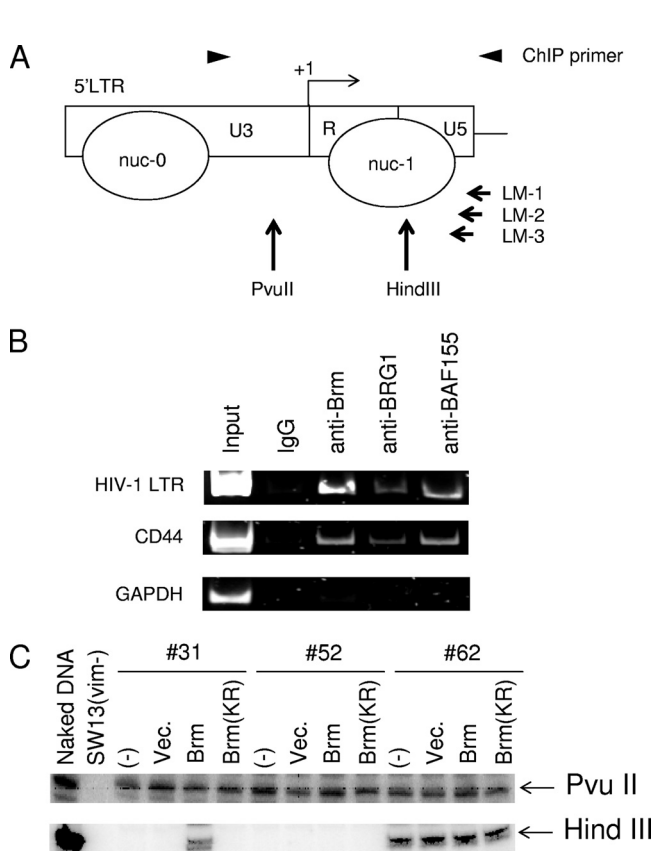 A
ChIP primer
+1
5'LTR
U3
R
U5
nuc-0
nuc-1
LM-1
LM-2
LM-3
PvuII
HindIII
B
Input
IgG
anti-Brm
anti-BRG1
anti-BAF155
HIV-1 LTR
CD44
GAPDH
C
#31
#52
#62
Naked DNA
SW13(vim-)
(-)
Vec.
Brm
Brm(KR)
(-)
Vec.
Brm
Brm(KR)
(-)
Vec.
Brm
Brm(KR)
Pvu II
Hind III